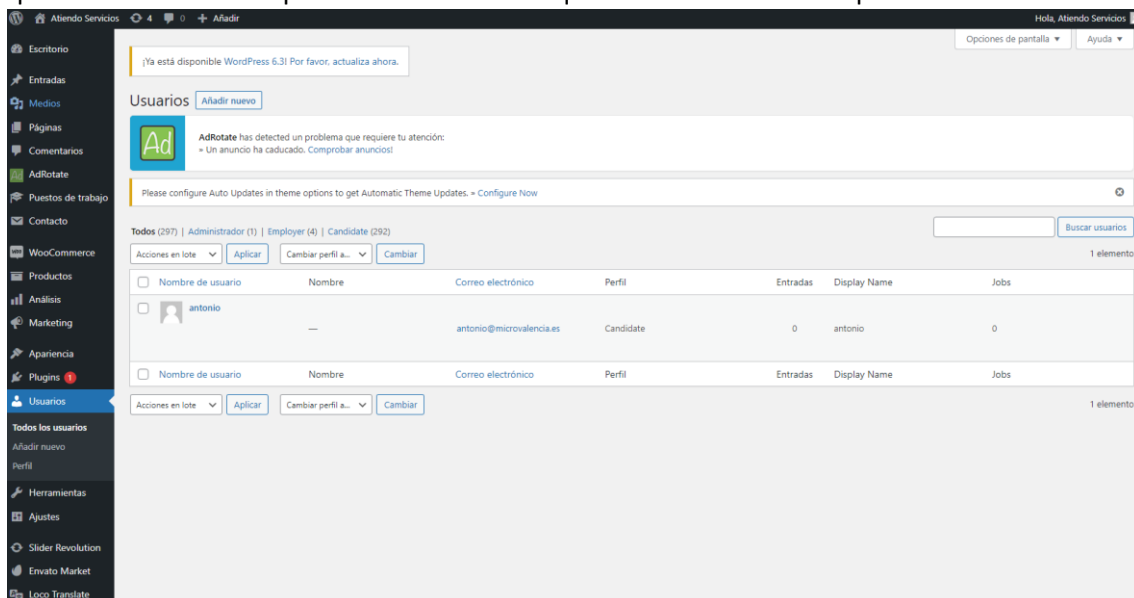 Atiendo Servicios 4 0 Añadir
Hola, Atiendo Servicios
Opciones de pantalla Ayuda
Escritorio
Entradas
Medios
Páginas
Comentarios
AdRotate
Puestos de trabajo
Contacto
WooCommerce
Productos
Análisis
Marketing
Apariencia
Plugins 1
Usuarios
Todos los usuarios
Añadir nuevo
Perfil
Herramientas
Ajustes
Slider Revolution
Envato Market
Loco Translate
¡Ya está disponible WordPress 6.3! Por favor, actualiza ahora.
Usuarios Añadir nuevo
Ad
AdRotate has detected un problema que requiere tu atención:
» Un anuncio ha caducado. Comprobar anuncios!
Please configure Auto Updates in theme options to get Automatic Theme Updates. » Configure Now
Todos (297) | Administrador (1) | Employer (4) | Candidate (292)
Buscar usuarios
Acciones en lote Aplicar Cambiar perfil a... Cambiar
1 elemento
Nombre de usuario Nombre Correo electrónico Perfil Entradas Display Name Jobs
antonio — antonio@microvalencia.es Candidate 0 antonio 0
Nombre de usuario Nombre Correo electrónico Perfil Entradas Display Name Jobs
Acciones en lote Aplicar Cambiar perfil a... Cambiar
1 elemento